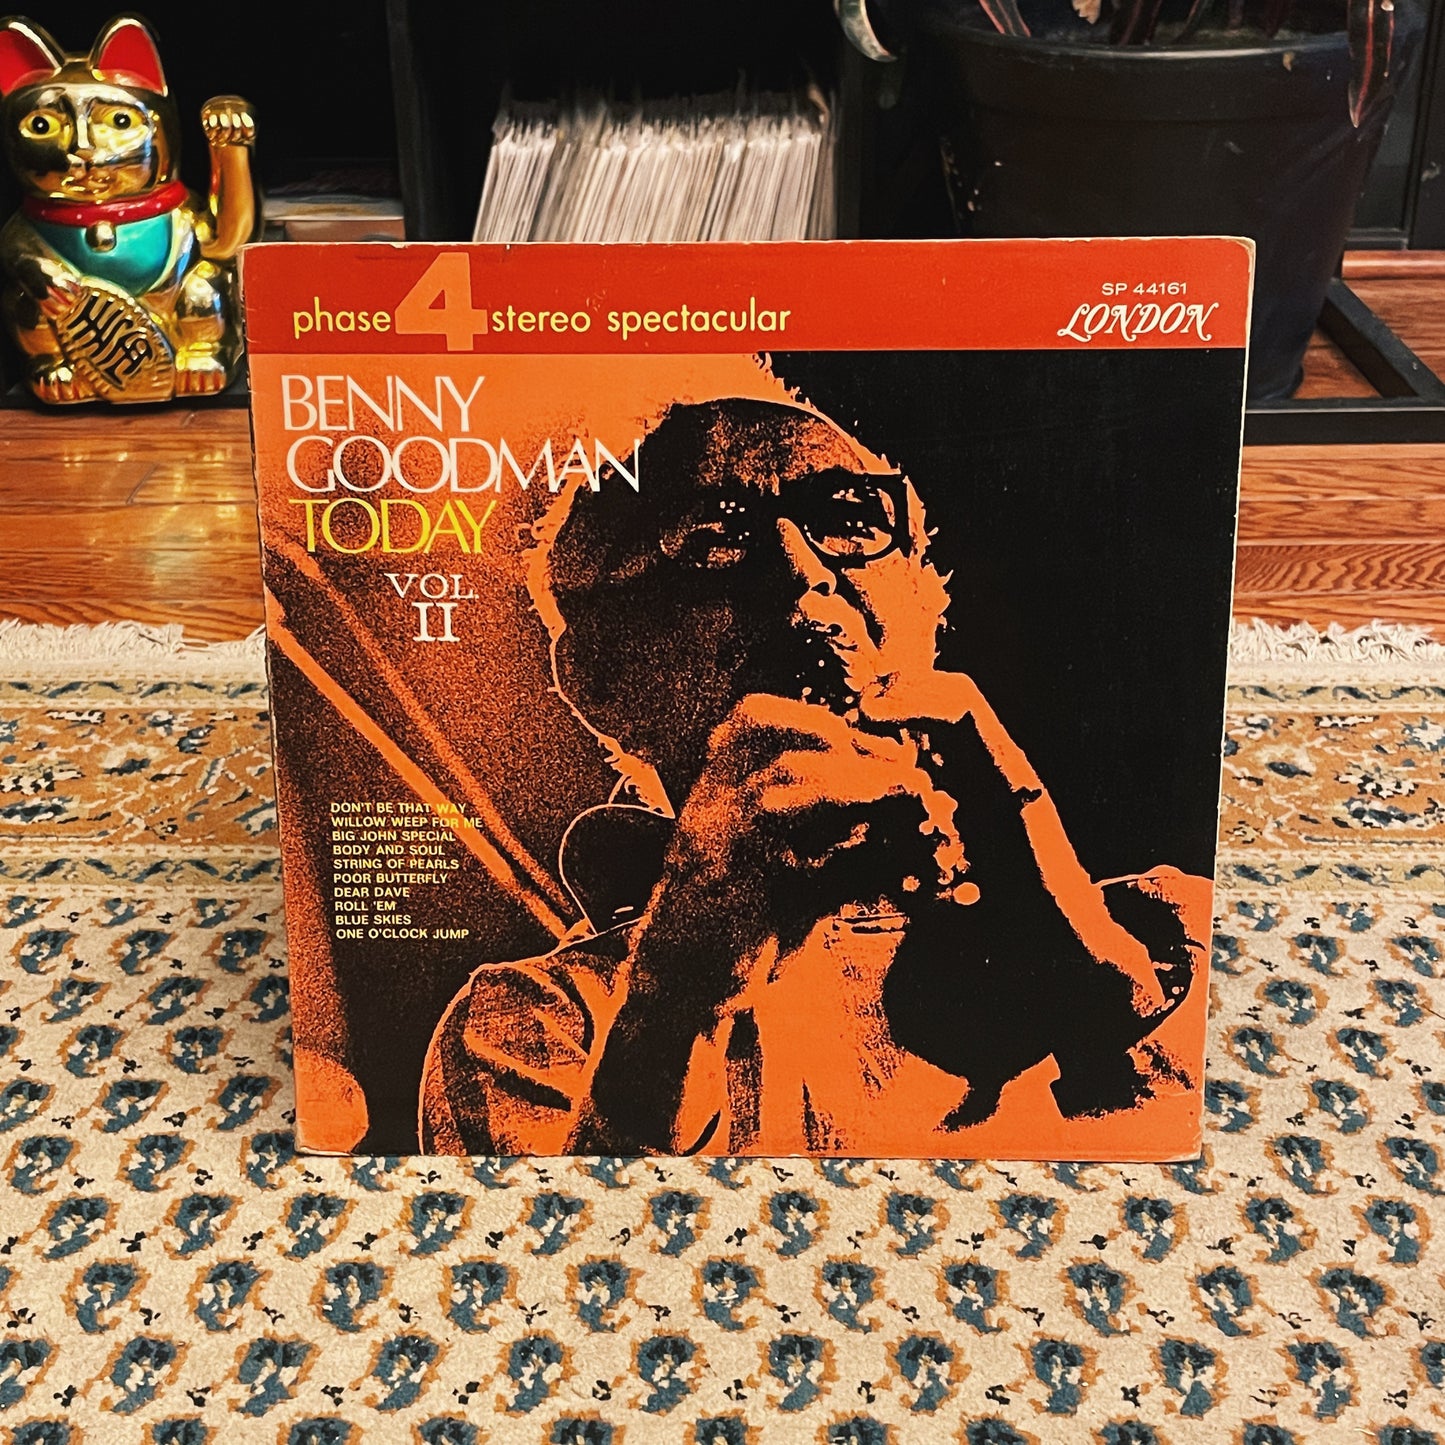 phase 4 stereo spectacular
SP 44161
LONDON
BENNY
GOODMAN
TODAY
VOL.
II
DON'T BE THAT WAY
WILLOW WEEP FOR ME
BIG JOHN SPECIAL
BODY AND SOUL
STRING OF PEARLS
POOR BUTTERFLY
DEAR DAVE
ROLL 'EM
BLUE SKIES
ONE O'CLOCK JUMP